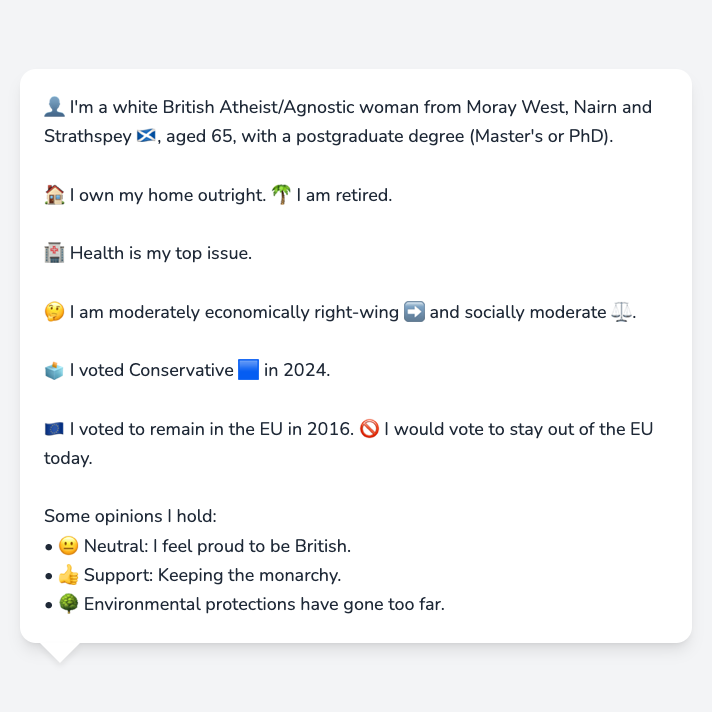 👤 I'm a white British Atheist/Agnostic woman from Moray West, Nairn and
Strathspey 🏴󠁧󠁢󠁳󠁣󠁴󠁿, aged 65, with a postgraduate degree (Master's or PhD).
🏠 I own my home outright. 🌴 I am retired.
🏥 Health is my top issue.
🤔 I am moderately economically right-wing ➡️ and socially moderate ⚖️.
🗳️ I voted Conservative 🟦 in 2024.
🇪🇺 I voted to remain in the EU in 2016. 🚫 I would vote to stay out of the EU
today.
Some opinions I hold:
• 😐 Neutral: I feel proud to be British.
• 👍 Support: Keeping the monarchy.
• 🌳 Environmental protections have gone too far.